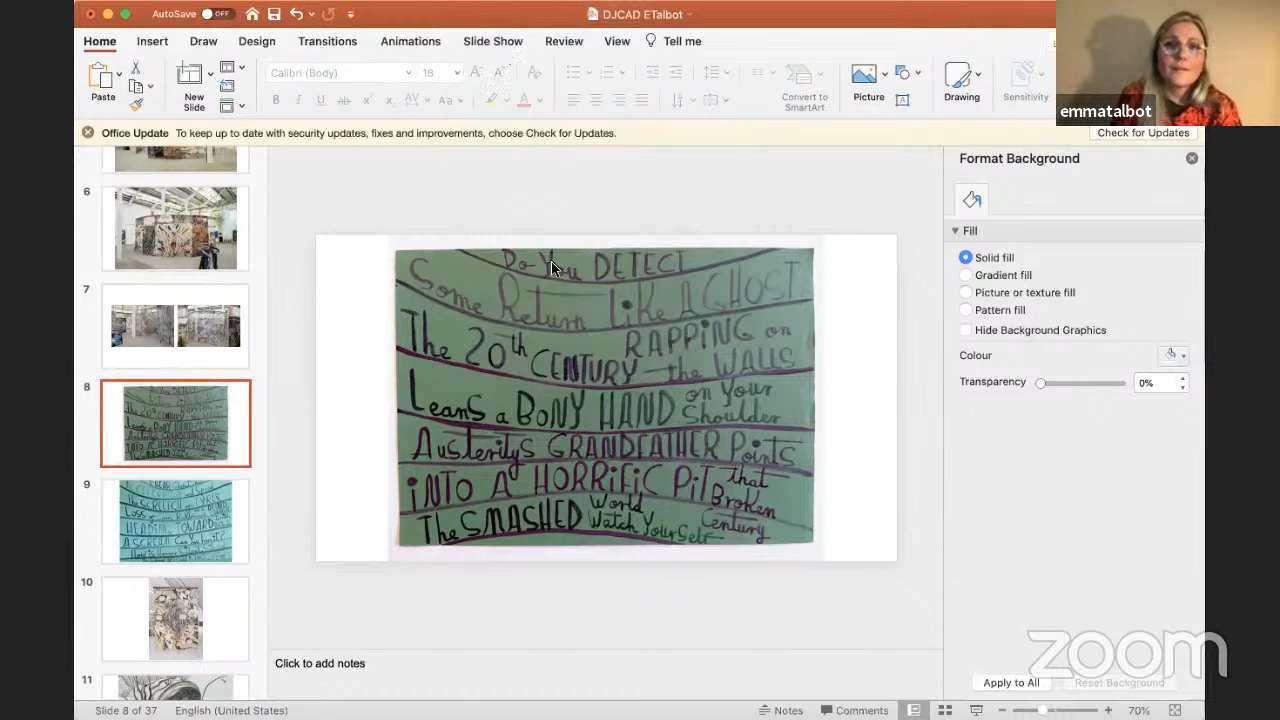 AutoSave OFF
DJCAD ETalbot
Home Insert Draw Design Transitions Animations Slide Show Review View Tell me
Paste
New Slide
Calibri (Body) 18
Convert to SmartArt
Picture
Drawing
Sensitivity
emmatalbot
Office Update To keep up to date with security updates, fixes and improvements, choose Check for Updates.
Check for Updates
6
7
8
9
10
11
Do You DETECT
Some Return Like A GHOST
The 20th CENTURY RAPPiNG on the WALLS
Leans a BONY HAND on Your Shoulder
Austeritys GRANDFATHER Points
iNTO A HORRiFiC PiT that Broken
The SMASHED World Watch YourSelf Century
Format Background
Fill
Solid fill
Gradient fill
Picture or texture fill
Pattern fill
Hide Background Graphics
Colour
Transparency 0%
Apply to All Reset Background
zoom
Click to add notes
Slide 8 of 37 English (United States) Notes Comments 70%